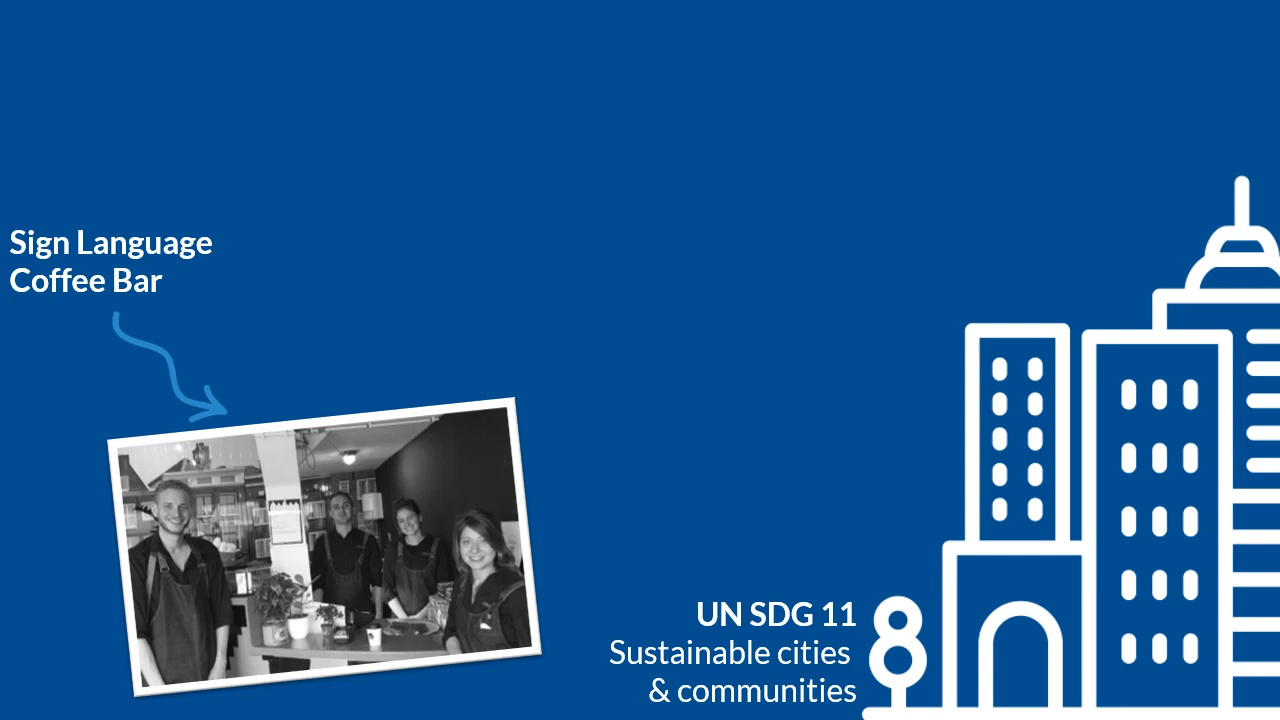 Sign Language
Coffee Bar
UN SDG 11
Sustainable cities
& communities